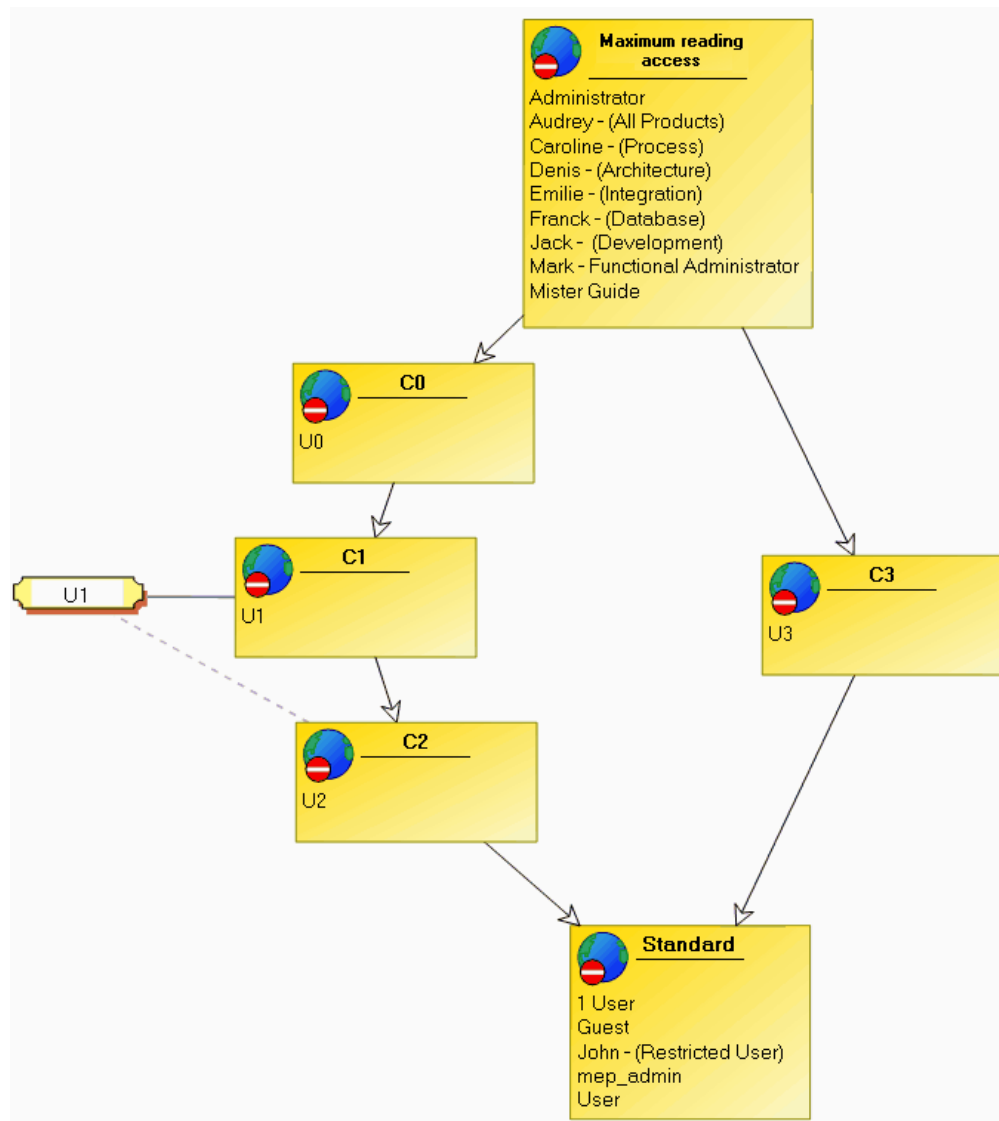 Maximum reading
access
Administrator
Audrey - (All Products)
Caroline - (Process)
Denis - (Architecture)
Emilie - (Integration)
Franck - (Database)
Jack - (Development)
Mark - Functional Administrator
Mister Guide
C0
U0
C1
U1
U1
C3
U3
C2
U2
Standard
1 User
Guest
John - (Restricted User)
mep_admin
User